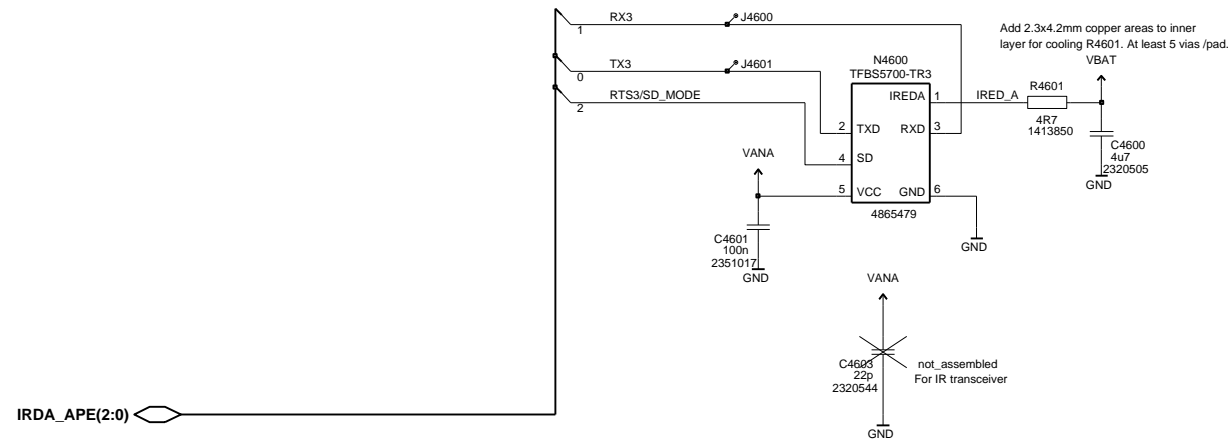 RX3
1
J4600
Add 2.3x4.2mm copper areas to inner
layer for cooling R4601. At least 5 vias /pad.
VBAT
TX3
0
J4601
N4600
TFBS5700-TR3
RTS3/SD_MODE
2
IREDA
1
IRED_A
R4601
4R7
1413850
2
TXD
RXD
3
C4600
4u7
2320505
GND
VANA
4
SD
5
VCC
GND
6
4865479
GND
C4601
100n
2351017
GND
VANA
C4603
22p
2320544
not_assembled
For IR transceiver
GND
IRDA_APE(2:0)